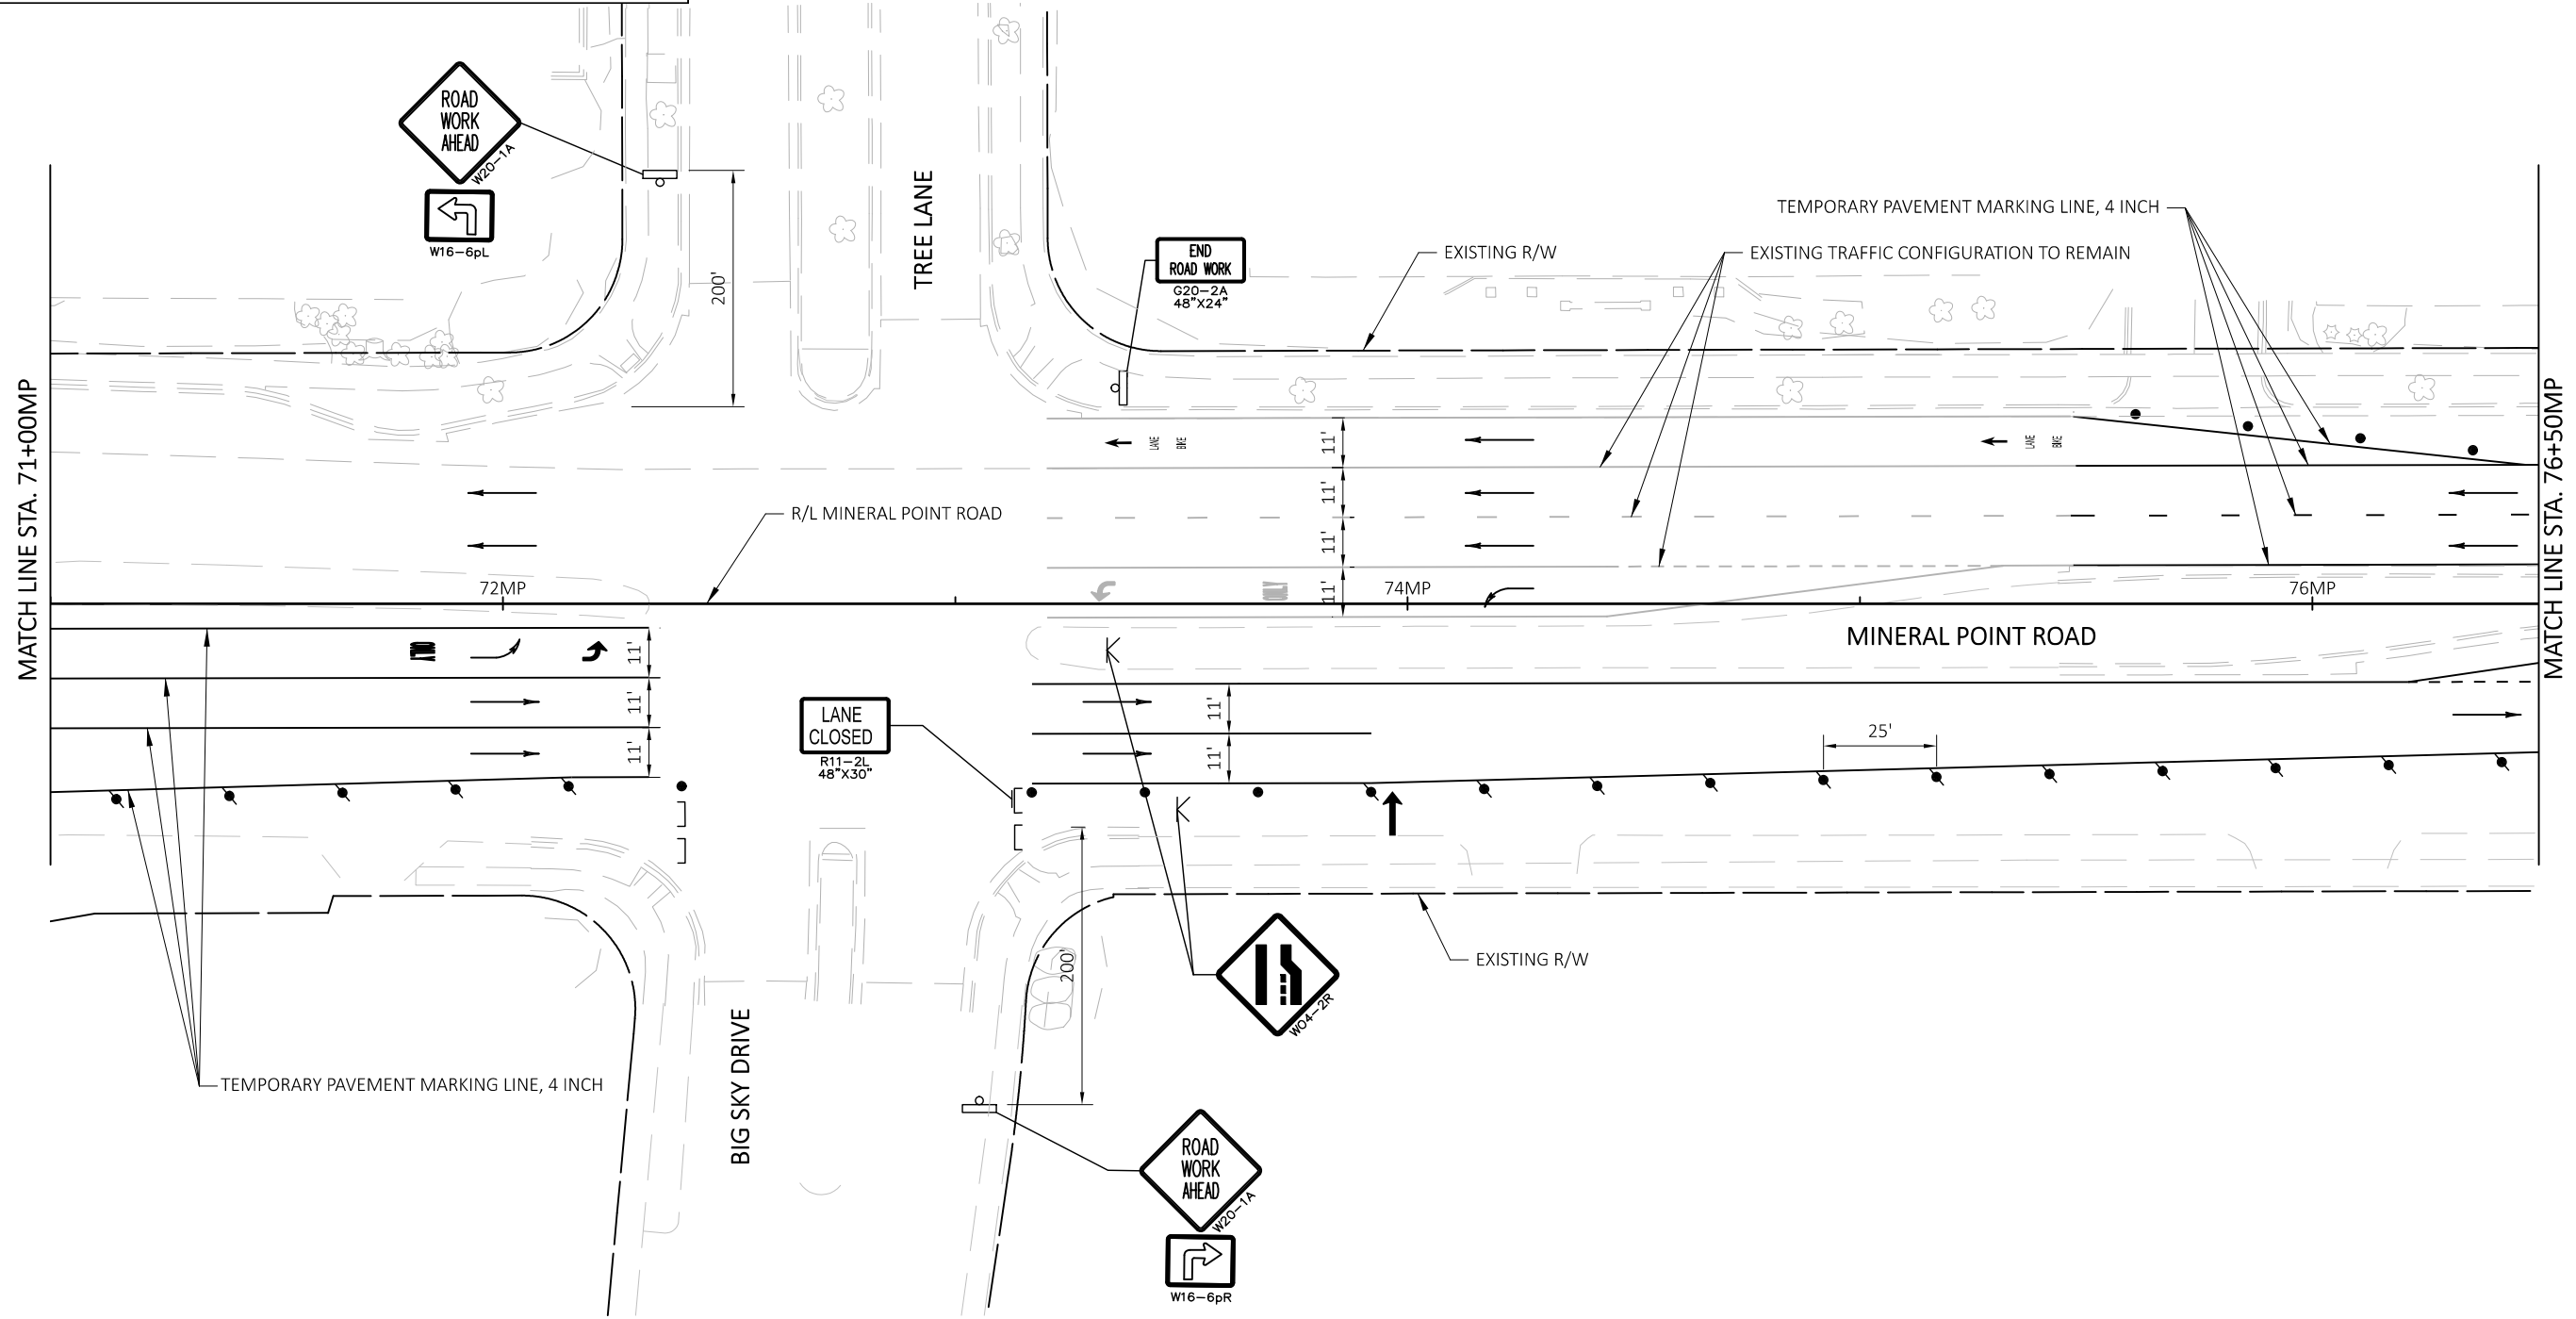 ROAD
WORK
AHEAD
W20-1A
W16-6pL
200'
TREE LANE
END
ROAD WORK
G20-2A
48"X24"
EXISTING R/W
TEMPORARY PAVEMENT MARKING LINE, 4 INCH
EXISTING TRAFFIC CONFIGURATION TO REMAIN
MATCH LINE STA. 71+00MP
MATCH LINE STA. 76+50MP
LANE
BIKE
11'
LANE
BIKE
11'
R/L MINERAL POINT ROAD
11'
72MP
11'
74MP
76MP
MINERAL POINT ROAD
11'
11'
11'
LANE
CLOSED
R11-2L
48"X30"
11'
11'
25'
200'
EXISTING R/W
W04-2R
TEMPORARY PAVEMENT MARKING LINE, 4 INCH
BIG SKY DRIVE
ROAD
WORK
AHEAD
W20-1A
W16-6pR